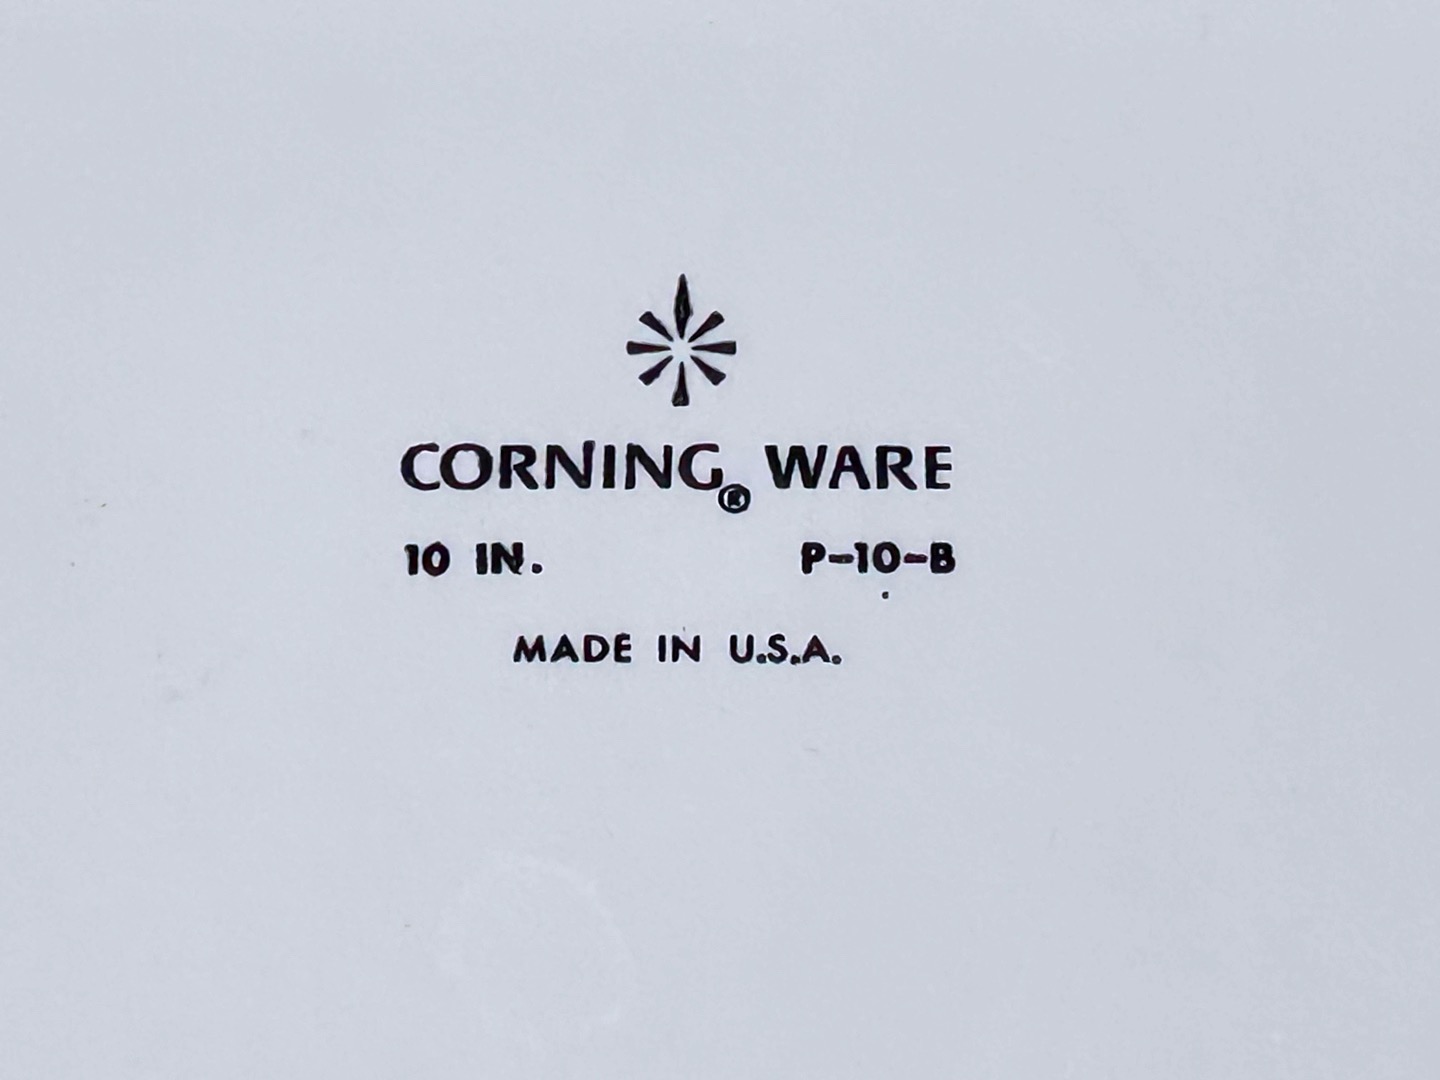 CORNING® WARE
10 IN. P-10-B
MADE IN U.S.A.